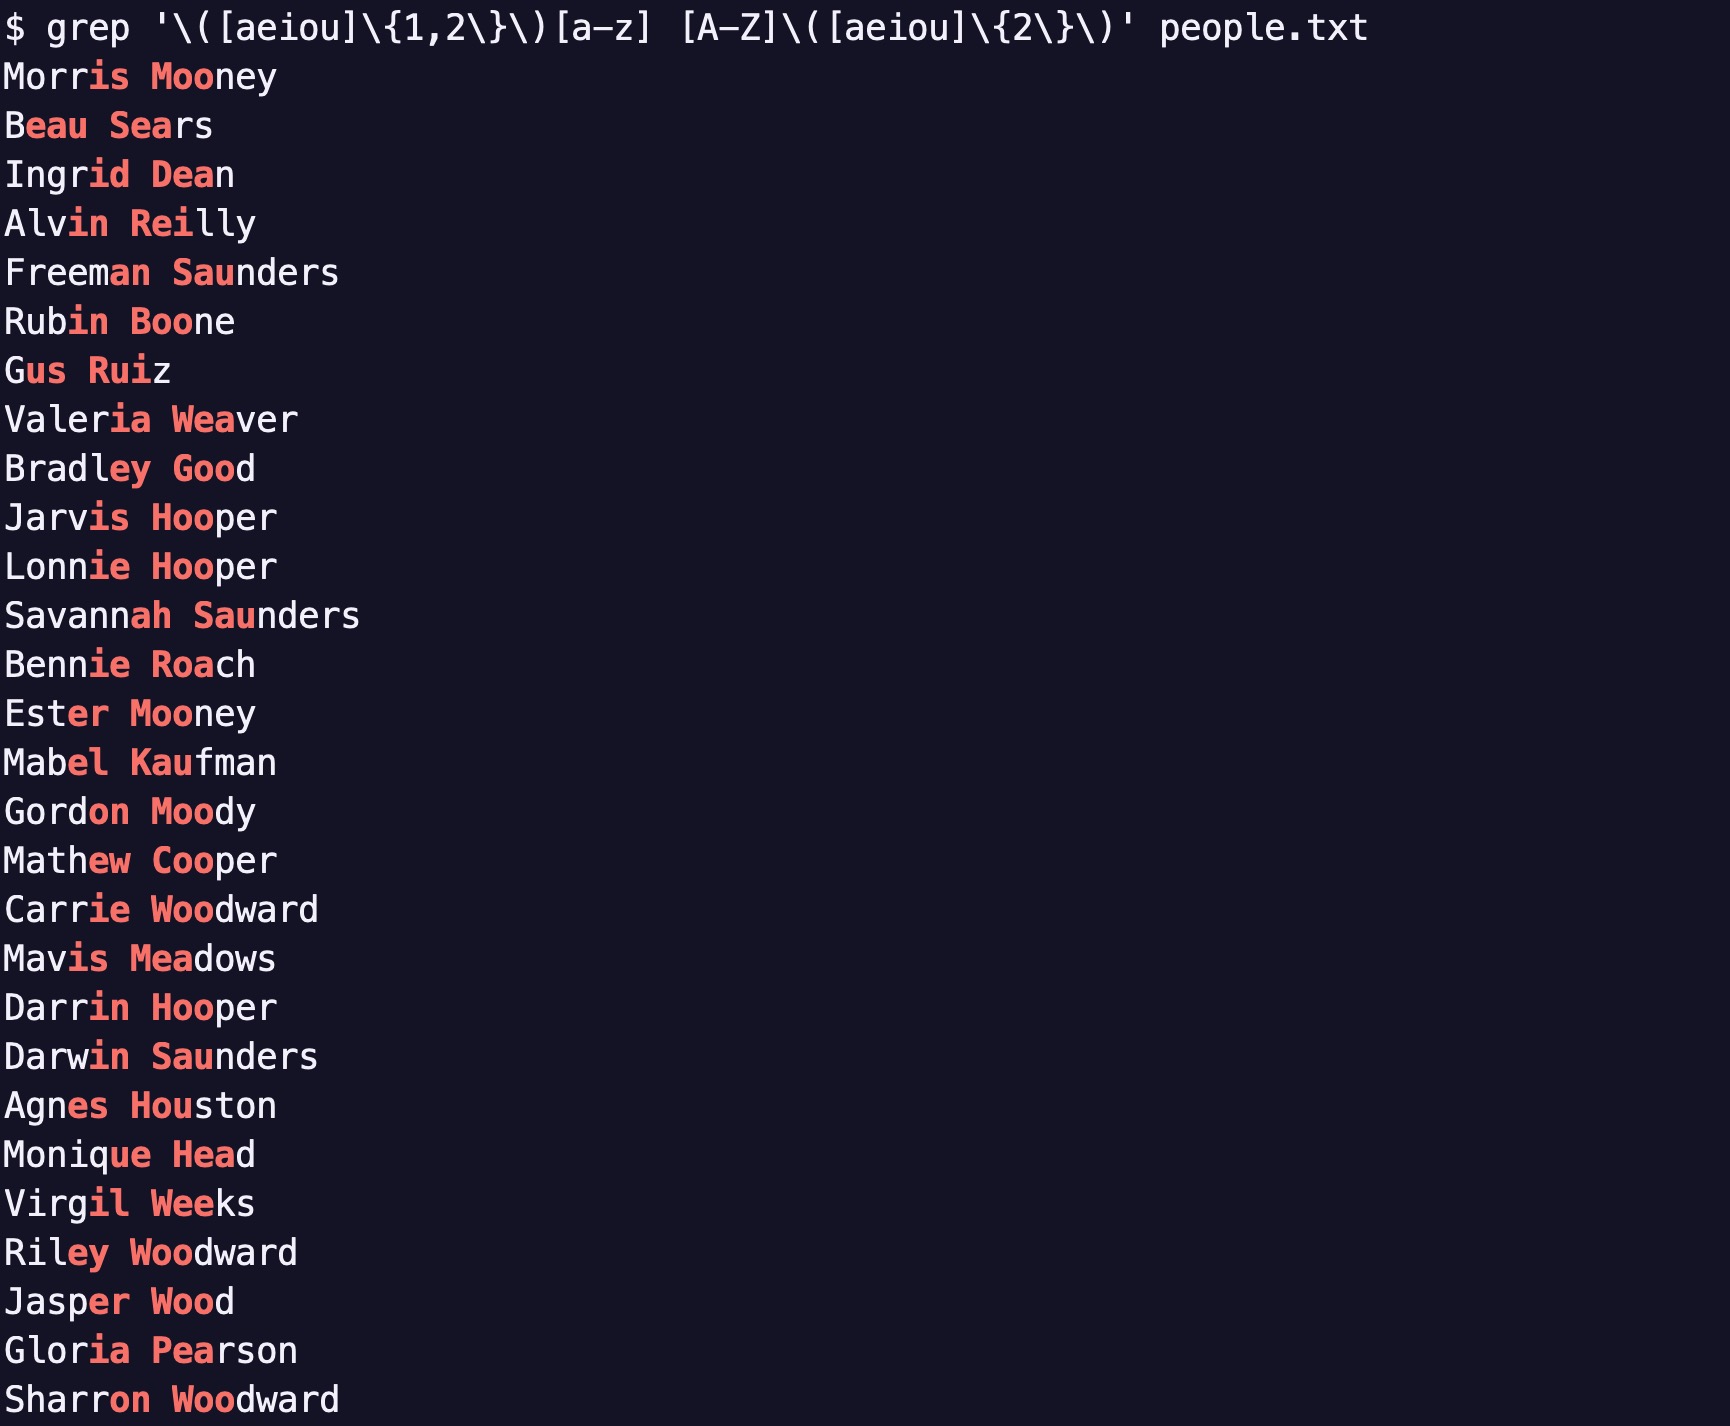 $ grep '\([aeiou]\{1,2\}\)[a-z] [A-Z]\([aeiou]\{2\}\)' people.txt
Morris Mooney
Beau Sears
Ingrid Dean
Alvin Reilly
Freeman Saunders
Rubin Boone
Gus Ruiz
Valeria Weaver
Bradley Good
Jarvis Hooper
Lonnie Hooper
Savannah Saunders
Bennie Roach
Ester Mooney
Mabel Kaufman
Gordon Moody
Mathew Cooper
Carrie Woodward
Mavis Meadows
Darrin Hooper
Darwin Saunders
Agnes Houston
Monique Head
Virgil Weeks
Riley Woodward
Jasper Wood
Gloria Pearson
Sharron Woodward